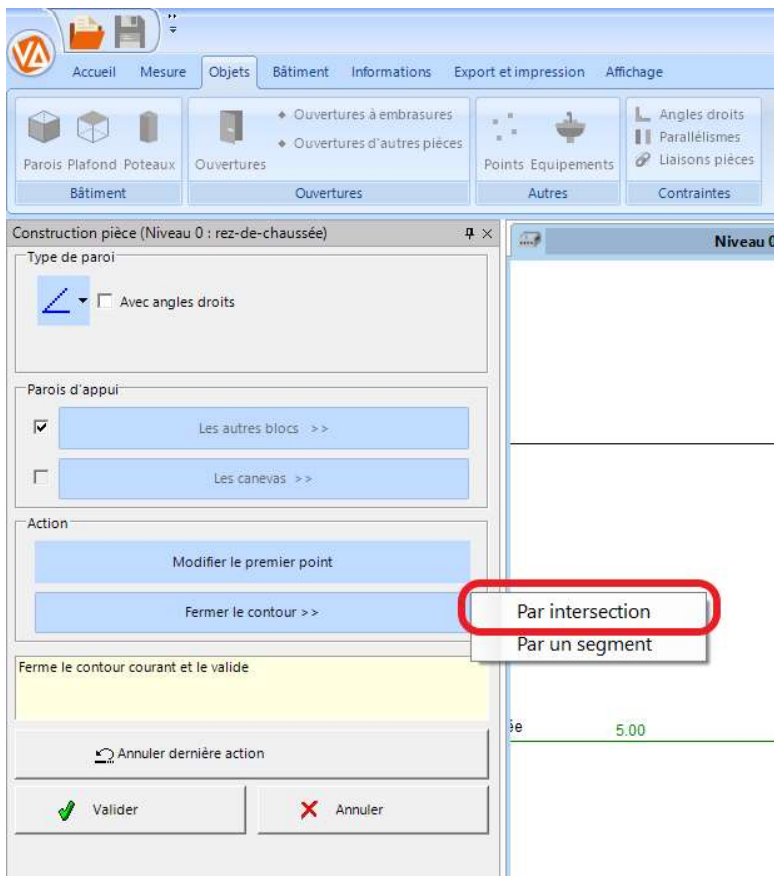 VA
Accueil Mesure Objets Bâtiment Informations Export et impression Affichage
Parois Plafond Poteaux
Bâtiment
Ouvertures
Ouvertures à embrasures
Ouvertures d'autres pièces
Ouvertures
Points Equipements
Autres
Angles droits
Parallélismes
Liaisons pièces
Contraintes
Construction pièce (Niveau 0 : rez-de-chaussée)
Niveau 0
Type de paroi
Avec angles droits
Parois d'appui
Les autres blocs >>
Les canevas >>
Action
Modifier le premier point
Fermer le contour >>
Par intersection
Par un segment
Ferme le contour courant et le valide
ée 5.00
Annuler dernière action
Valider Annuler